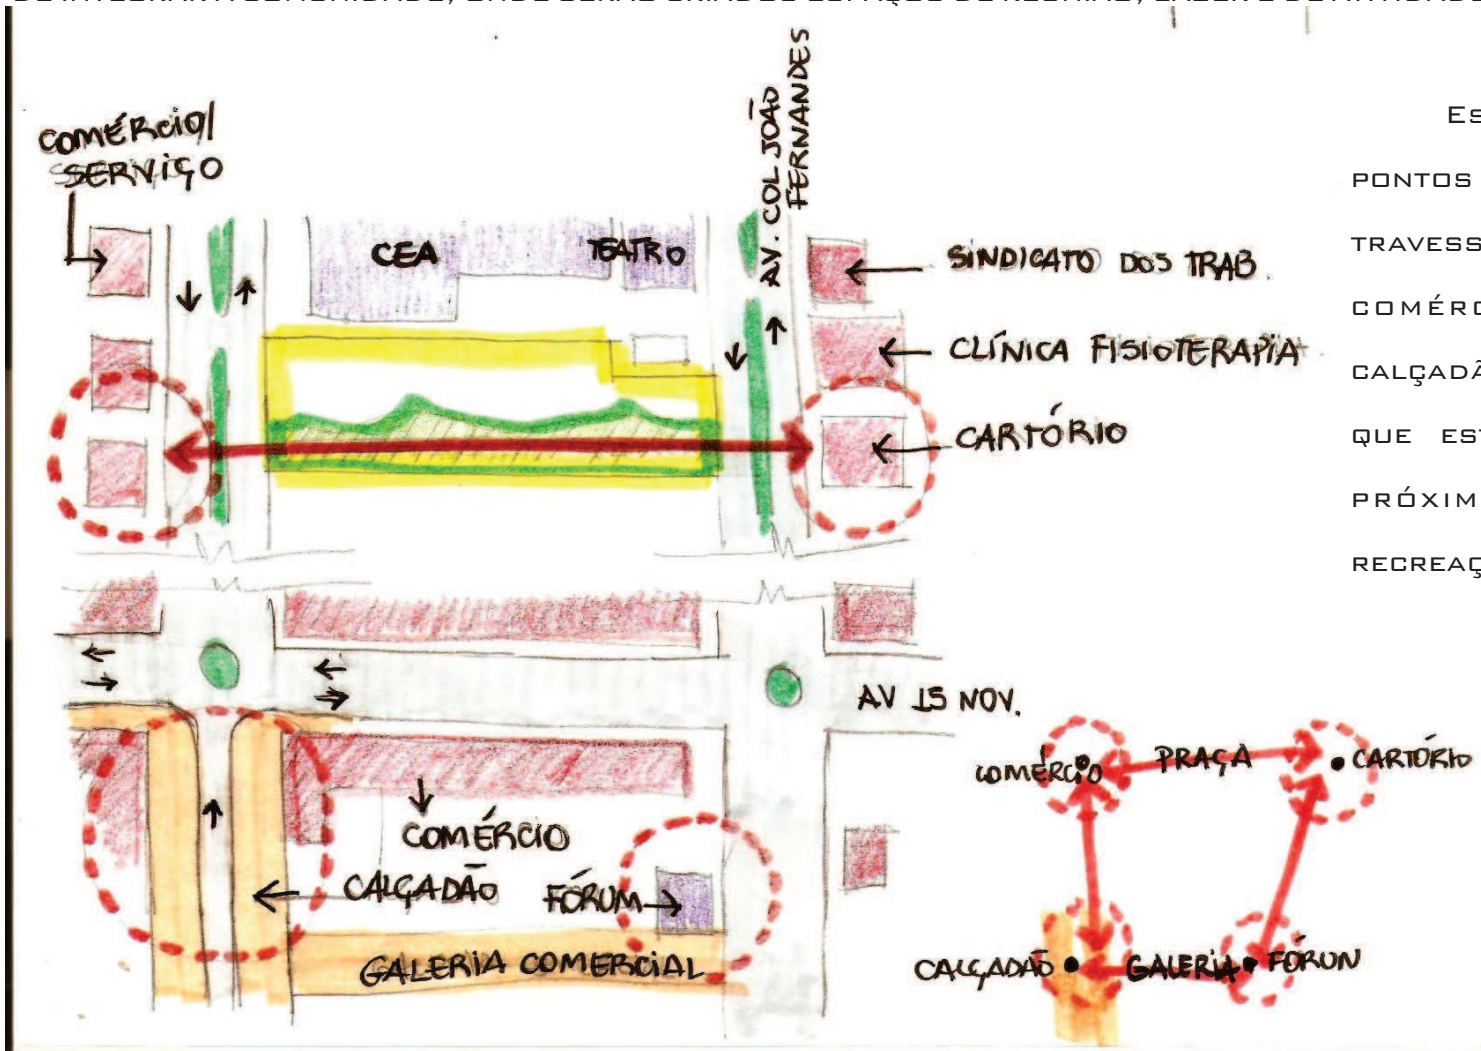 COMÉRCIO/
SERVIÇO
AV. COL JOÃO
FERNANDES
CEA
TEATRO
SINDICATO DOS TRAB.
CLÍNICA FISIOTERAPIA
CARTÓRIO
AV 15 NOV.
COMÉRCIO
CALÇADÃO
FÓRUM
GALERIA COMERCIAL
COMÉRCIO
PRAÇA
CARTÓRIO
CALÇADÃO
GALERIA
FÓRUN
ES
PONTOS
TRAVESS
COMÉRC
CALÇADÃ
QUE EST
PRÓXIM
RECREAÇ